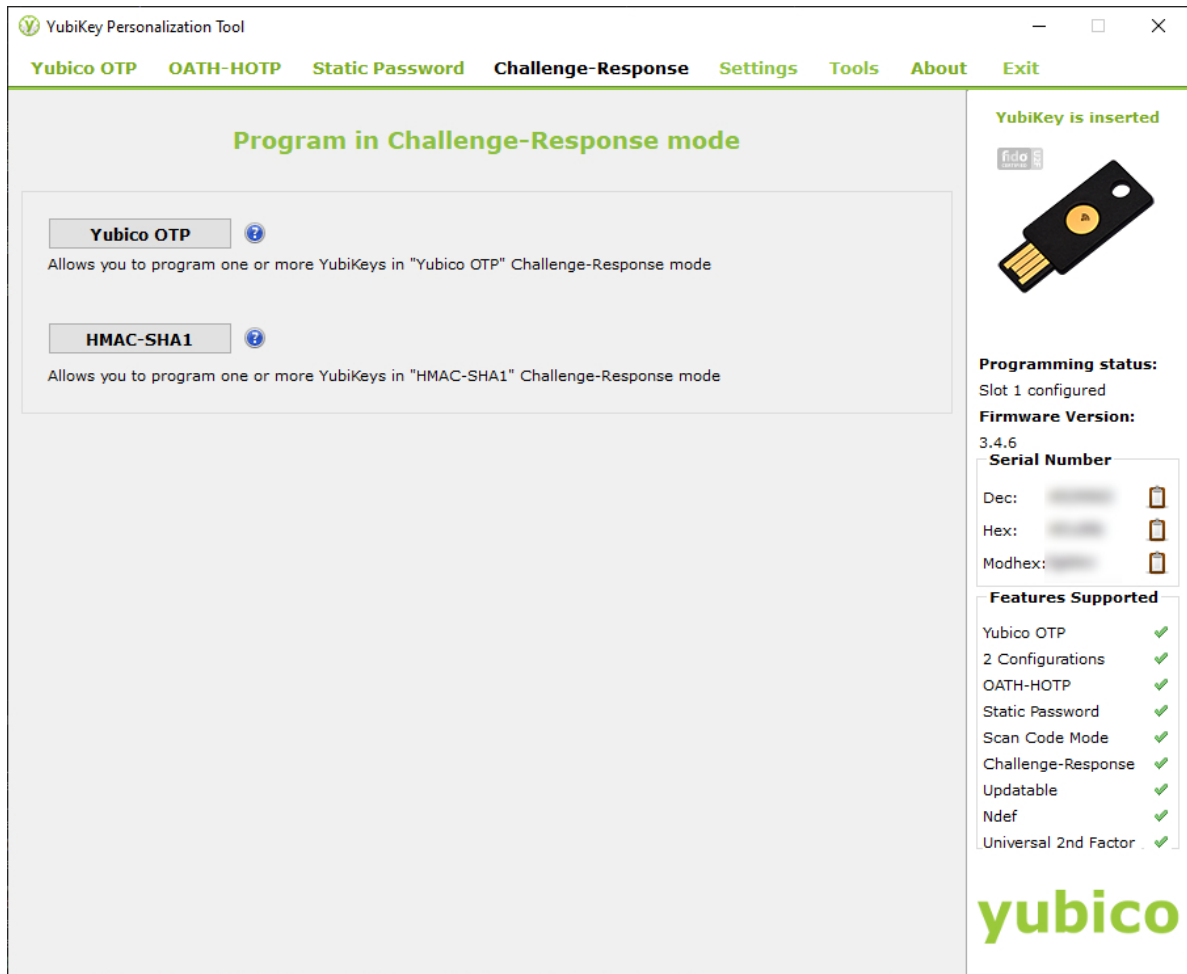 YubiKey Personalization Tool
Yubico OTP OATH-HOTP Static Password Challenge-Response Settings Tools About Exit
Program in Challenge-Response mode
Yubico OTP
Allows you to program one or more YubiKeys in "Yubico OTP" Challenge-Response mode
HMAC-SHA1
Allows you to program one or more YubiKeys in "HMAC-SHA1" Challenge-Response mode
YubiKey is inserted
fido
Programming status:
Slot 1 configured
Firmware Version:
3.4.6
Serial Number
Dec:
Hex:
Modhex:
Features Supported
Yubico OTP
2 Configurations
OATH-HOTP
Static Password
Scan Code Mode
Challenge-Response
Updatable
Ndef
Universal 2nd Factor
yubico